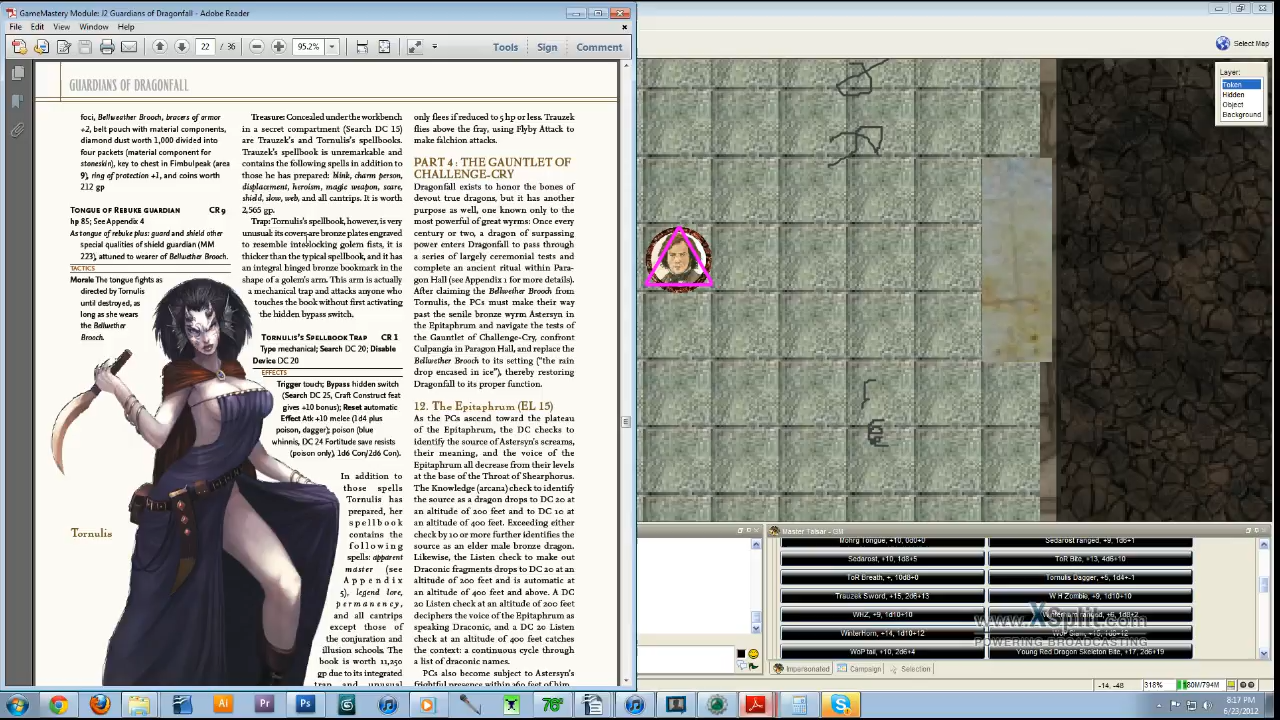 GameMastery Module: J2 Guardians of Dragonfall - Adobe Reader
File Edit View Window Help
22 / 36 95.2% Tools Sign Comment
GUARDIANS OF DRAGONFALL
foci, Bellwether Brooch, bracers of armor
+2, belt pouch with material components,
diamond dust worth 1,000 divided into
four packets (material component for
stoneskin), key to chest in Fimbulpeak (area
9), ring of protection +1, and coins worth
212 gp
Tongue of Rebuke guardian CR 9
hp 85; See Appendix 4
As tongue of rebuke plus: guard and shield other
special qualities of shield guardian (MM
223), attuned to wearer of Bellwether Brooch.
TACTICS
Morale The tongue fights as
directed by Tornulis
until destroyed, as
long as she wears
the Bellwether
Brooch.
Tornulis
Treasure: Concealed under the workbench
in a secret compartment (Search DC 15)
are Trauzek's and Tornulis's spellbooks.
Trauzek's spellbook is unremarkable and
contains the following spells in addition to
those he has prepared: blink, charm person,
displacement, heroism, magic weapon, scare,
shield, slow, web, and all cantrips. It is worth
2,565 gp.
Trap: Tornulis's spellbook, however, is very
unusual: its covers are bronze plates engraved
to resemble interlocking golem fists, it is
thicker than the typical spellbook, and it has
an integral hinged bronze bookmark in the
shape of a golem's arm. This arm is actually
a mechanical trap and attacks anyone who
touches the book without first activating
the hidden bypass switch.
Tornulis's Spellbook Trap CR 1
Type mechanical; Search DC 20; Disable
Device DC 20
EFFECTS
Trigger touch; Bypass hidden switch
(Search DC 25, Craft Construct feat
gives +10 bonus); Reset automatic
Effect Atk +10 melee (1d4 plus
poison, dagger); poison (blue
whinnis, DC 24 Fortitude save resists
(poison only), 1d6 Con/2d6 Con).
In addition to
those spells
Tornulis has
prepared, her
spellbook
contains the
following
spells: apparent
master (see
Appendix
5), legend lore,
permanency,
and all cantrips
except those of
the conjuration and
illusion schools. The
book is worth 11,250
gp due to its integrated
trap and unusual
only flees if reduced to 5 hp or less. Trauzek
flies above the fray, using Flyby Attack to
make falchion attacks.
PART 4 : THE GAUNTLET OF
CHALLENGE-CRY
Dragonfall exists to honor the bones of
devout true dragons, but it has another
purpose as well, one known only to the
most powerful of great wyrms: Once every
century or two, a dragon of surpassing
power enters Dragonfall to pass through
a series of largely ceremonial tests and
complete an ancient ritual within Para-
gon Hall (see Appendix 1 for more details).
After claiming the Bellwether Brooch from
Tornulis, the PCs must make their way
past the senile bronze wyrm Astersyn in
the Epitaphrum and navigate the tests of
the Gauntlet of Challenge-Cry, confront
Culpangia in Paragon Hall, and replace the
Bellwether Brooch to its setting ("the rain
drop encased in ice"), thereby restoring
Dragonfall to its proper function.
12. The Epitaphrum (EL 15)
As the PCs ascend toward the plateau
of the Epitaphrum, the DC checks to
identify the source of Astersyn's screams,
their meaning, and the voice of the
Epitaphrum all decrease from their levels
at the base of the Throat of Shearphorus.
The Knowledge (arcana) check to identify
the source as a dragon drops to DC 20 at
an altitude of 200 feet and to DC 10 at
an altitude of 400 feet. Exceeding either
check by 10 or more further identifies the
source as an elder male bronze dragon.
Likewise, the Listen check to make out
Draconic fragments drops to DC 20 at an
altitude of 200 feet and is automatic at
an altitude of 400 feet and above. A DC
20 Listen check at an altitude of 200 feet
deciphers the voice of the Epitaphrum as
speaking Draconic, and a DC 20 Listen
check at an altitude of 400 feet catches
the context: a continuous cycle through
a list of draconic names.
PCs also become subject to Astersyn's
frightful presence within 360 feet of him
Select Map
Layer:
Token
Hidden
Object
Background
Master Talsar - GM
Mohrg Tongue, +10, 0d0+0 Sedarost ranged, +9, 1d6+1
Sedarost, +10, 1d8+5 ToR Bite, +13, 4d6+10
ToR Breath, +, 10d8+0 Tornulis Dagger, +5, 1d4+-1
Trauzek Sword, +15, 2d6+13 W H Zombie, +9, 1d10+10
WHZ, +9, 1d10+10
WinterHorn, +14, 1d10+12
WoP tail, +10, 2d6+4 Young Red Dragon Skeleton Bite, +17, 2d6+19
www.XSplit.com
POWERING BROADCASTING
Impersonated Campaign Selection
-14, -48 318% 80M/794M
76° 8:17 PM
6/23/2012